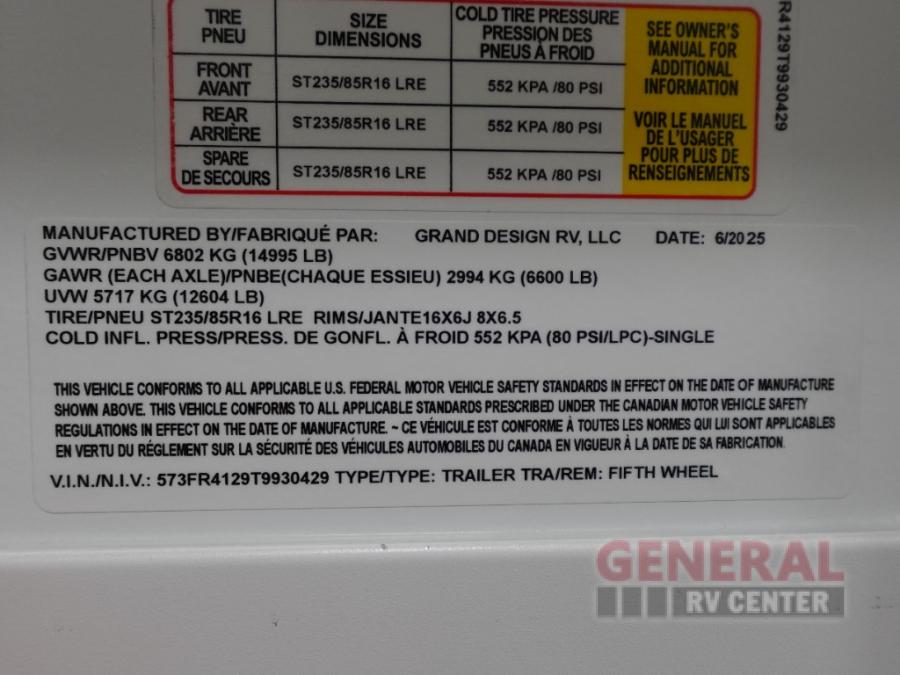 TIRE SIZE COLD TIRE PRESSURE
PNEU DIMENSIONS PRESSION DES
PNEUS À FROID
FRONT
AVANT ST235/85R16 LRE 552 KPA /80 PSI
REAR
ARRIÈRE ST235/85R16 LRE 552 KPA /80 PSI
SPARE
DE SECOURS ST235/85R16 LRE 552 KPA /80 PSI
SEE OWNER'S
MANUAL FOR
ADDITIONAL
INFORMATION
VOIR LE MANUEL
DE L'USAGER
POUR PLUS DE
RENSEIGNEMENTS
R4129T9930429
MANUFACTURED BY/FABRIQUÉ PAR: GRAND DESIGN RV, LLC DATE: 6/2025
GVWR/PNBV 6802 KG (14995 LB)
GAWR (EACH AXLE)/PNBE(CHAQUE ESSIEU) 2994 KG (6600 LB)
UVW 5717 KG (12604 LB)
TIRE/PNEU ST235/85R16 LRE RIMS/JANTE16X6J 8X6.5
COLD INFL. PRESS/PRESS. DE GONFL. À FROID 552 KPA (80 PSI/LPC)-SINGLE
THIS VEHICLE CONFORMS TO ALL APPLICABLE U.S. FEDERAL MOTOR VEHICLE SAFETY STANDARDS IN EFFECT ON THE DATE OF MANUFACTURE
SHOWN ABOVE. THIS VEHICLE CONFORMS TO ALL APPLICABLE STANDARDS PRESCRIBED UNDER THE CANADIAN MOTOR VEHICLE SAFETY
REGULATIONS IN EFFECT ON THE DATE OF MANUFACTURE. ~ CE VÉHICULE EST CONFORME À TOUTES LES NORMES QUI LUI SONT APPLICABLES
EN VERTU DU RÉGLEMENT SUR LA SÉCURITÉ DES VÉHICULES AUTOMOBILES DU CANADA EN VIGUEUR À LA DATE DE SA FABRICATION.
V.I.N./N.I.V.: 573FR4129T9930429 TYPE/TYPE: TRAILER TRA/REM: FIFTH WHEEL
GENERAL
RV CENTER